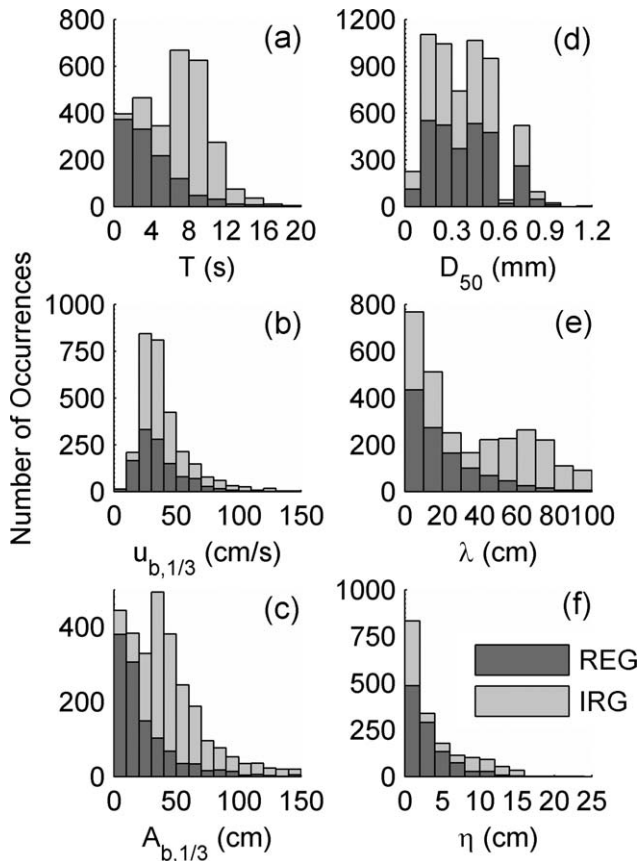 Number of Occurrences
(a)
800
600
400
200
0
0 4 8 12 16 20
T (s)
(d)
1200
900
600
300
0
0 0.3 0.6 0.9 1.2
D50 (mm)
(b)
1000
750
500
250
0
0 50 100 150
ub,1/3 (cm/s)
(e)
800
600
400
200
0
0 20 40 60 80100
λ (cm)
(c)
400
200
0
0 50 100 150
Ab,1/3 (cm)
(f)
1000
750
500
250
0
REG
IRG
0 5 10 15 20 25
η (cm)